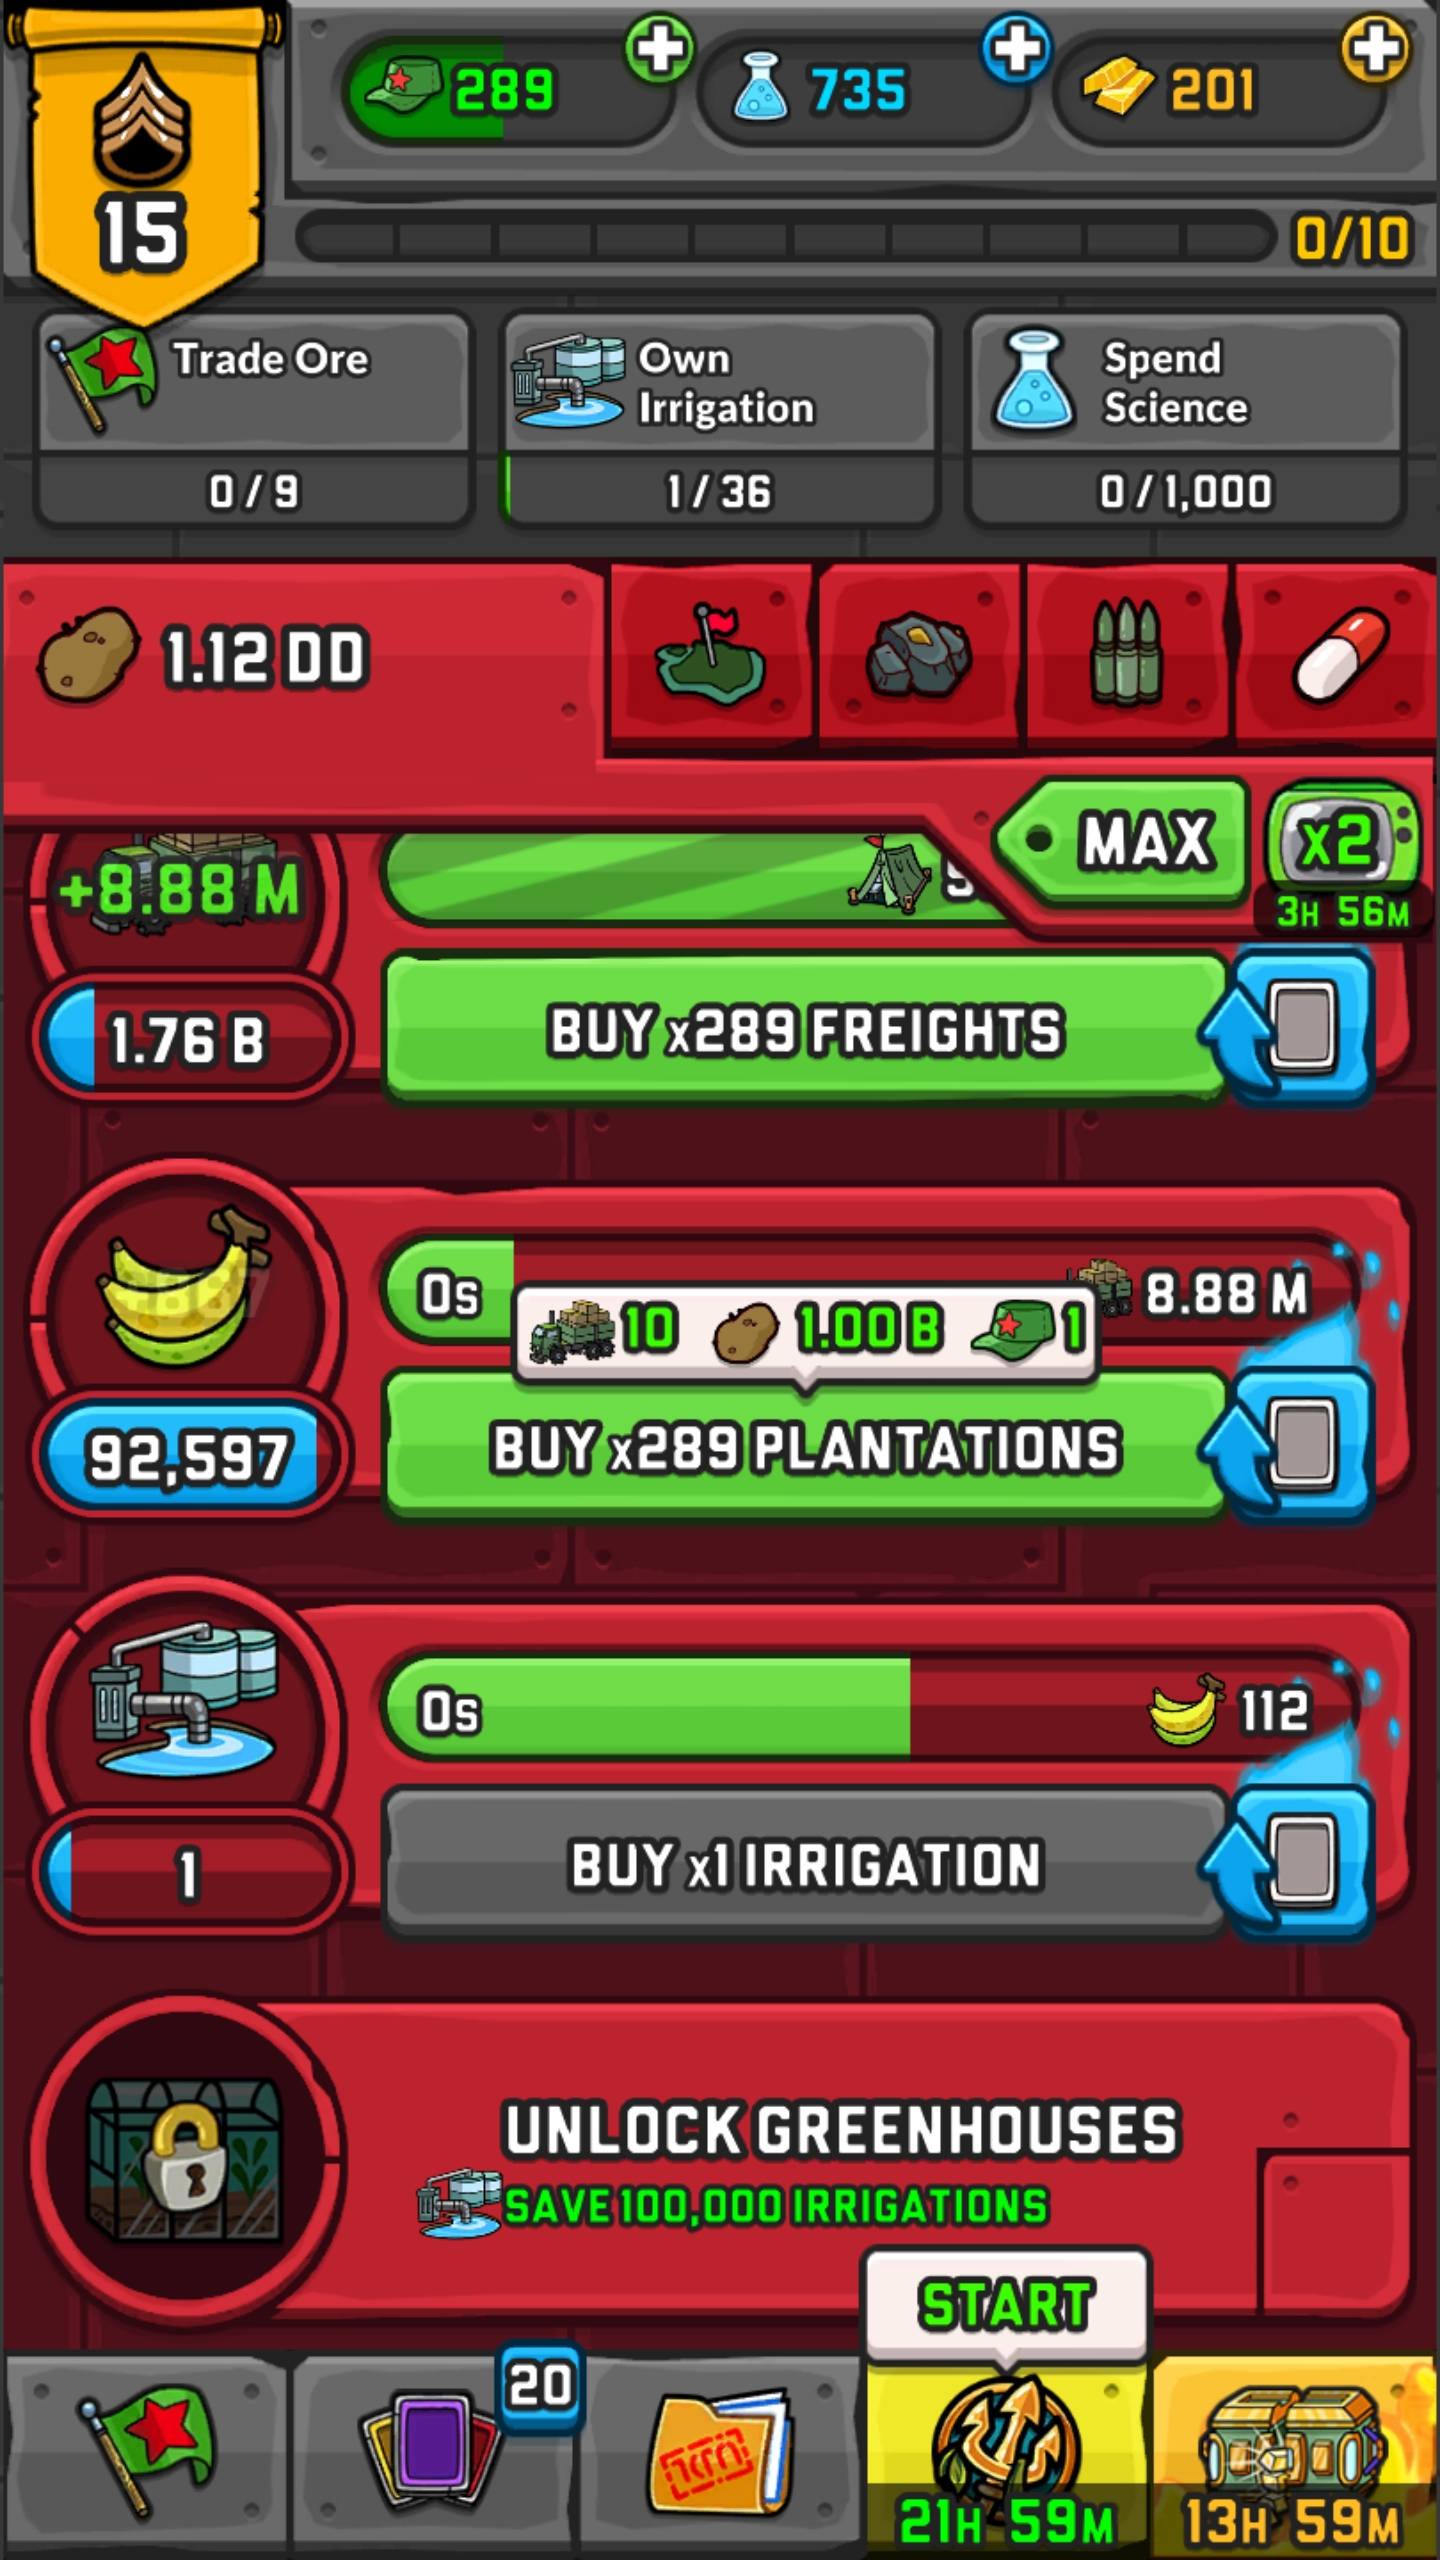 289
735
201
15
0/10
Trade Ore
0 / 9
Own
Irrigation
1 / 36
Spend
Science
0 / 1,000
1.12 DD
MAX
x2
3H 56M
+8.88 M
1.76 B
BUY x289 FREIGHTS
0s
8.88 M
10
1.00 B
1
92,597
BUY x289 PLANTATIONS
0s
112
1
BUY x1 IRRIGATION
UNLOCK GREENHOUSES
SAVE 100,000 IRRIGATIONS
START
20
21H 59M
13H 59M